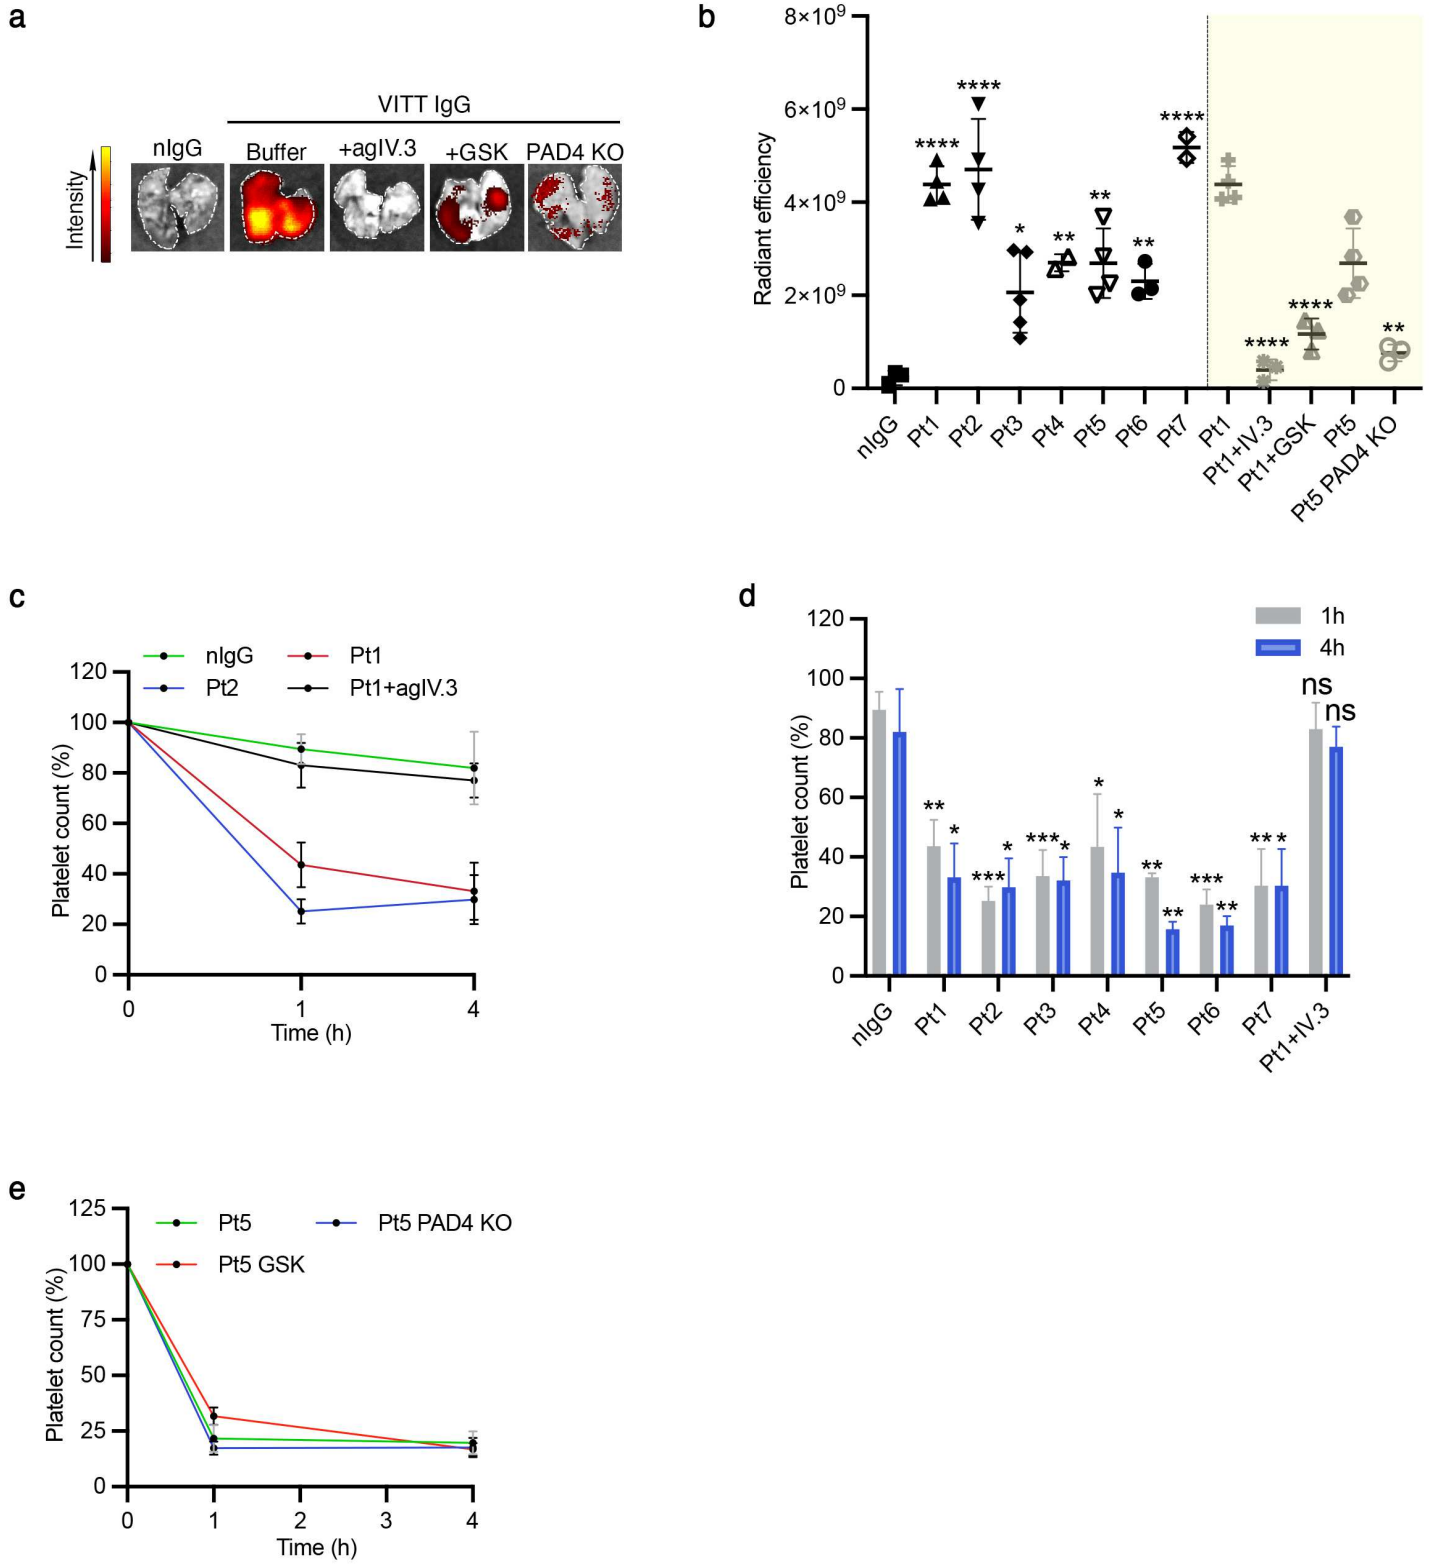 a
VITT IgG
nIgG
Buffer
+agIV.3
+GSK
PAD4 KO
Intensity
b
Radiant efficiency
8×10⁹
6×10⁹
4×10⁹
2×10⁹
0
****
****
*
**
**
**
****
****
****
**
nIgG
Pt1
Pt2
Pt3
Pt4
Pt5
Pt6
Pt7
Pt1
Pt1+IV.3
Pt1+GSK
Pt5
Pt5 PAD4 KO
c
nIgG
Pt1
Pt2
Pt1+agIV.3
Platelet count (%)
120
100
80
60
40
20
0
0
1
4
Time (h)
d
1h
4h
Platelet count (%)
120
100
80
60
40
20
0
**
*
***
*
***
*
*
*
**
**
***
**
**
*
ns
ns
nIgG
Pt1
Pt2
Pt3
Pt4
Pt5
Pt6
Pt7
Pt1+IV.3
e
Pt5
Pt5 PAD4 KO
Pt5 GSK
Platelet count (%)
125
100
75
50
25
0
0
1
2
3
4
Time (h)